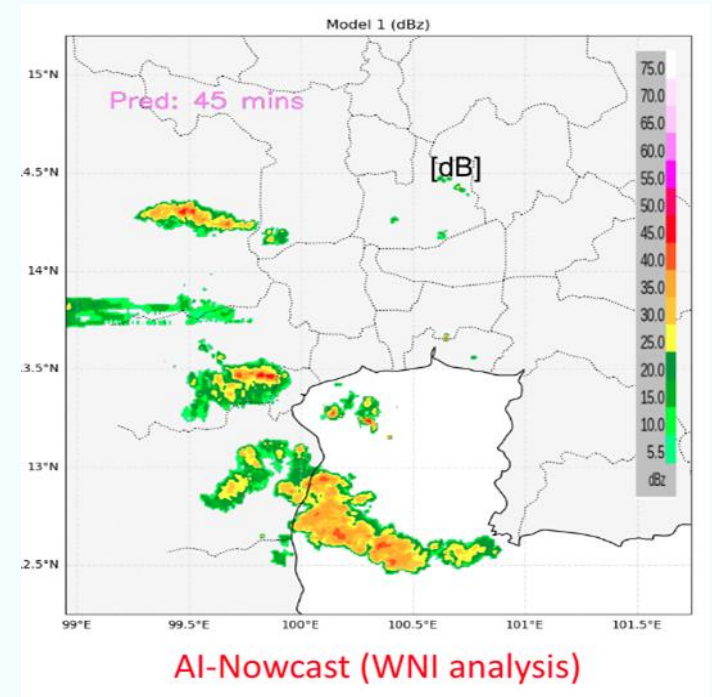 Model 1 (dBz)
15°N
Pred: 45 mins
[dB]
4.5°N
14°N
3.5°N
13°N
2.5°N
99°E
99.5°E
100°E
100.5°E
101°E
101.5°E
75.0
70.0
65.0
60.0
55.0
50.0
45.0
40.0
35.0
30.0
25.0
20.0
15.0
10.0
5.5
dBz
AI-Nowcast (WNI analysis)